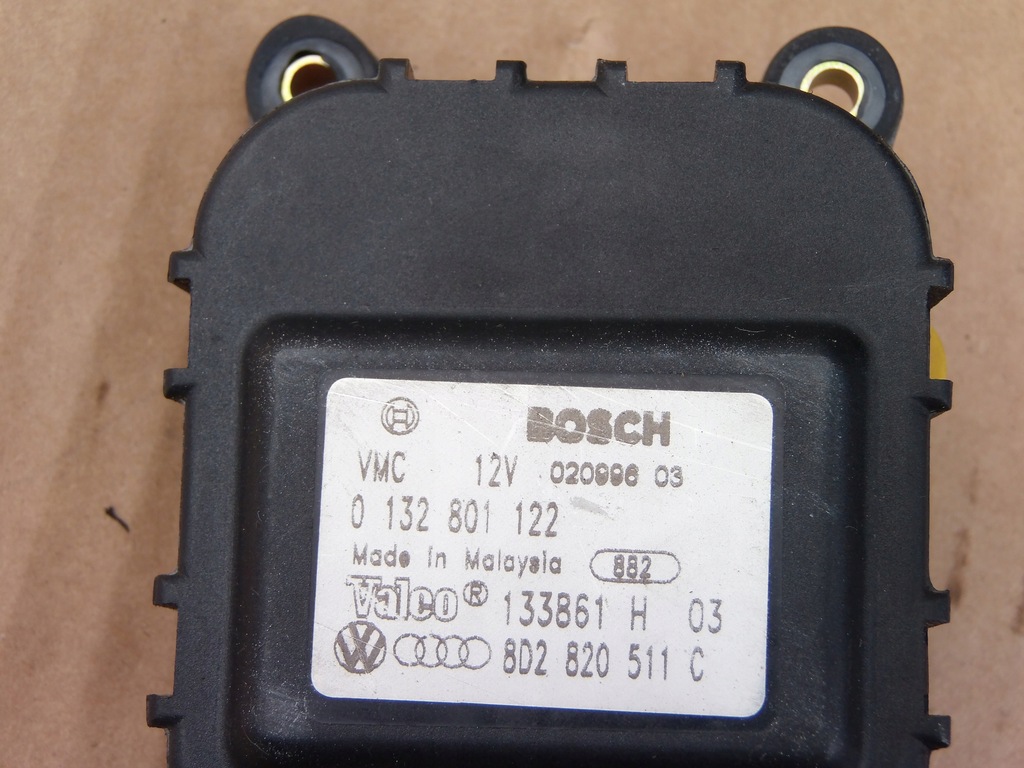 BOSCH
VMC 12V 020996 03
0 132 801 122
Made In Malaysia 882
Valeo® 133861 H 03
8D2 820 511 C